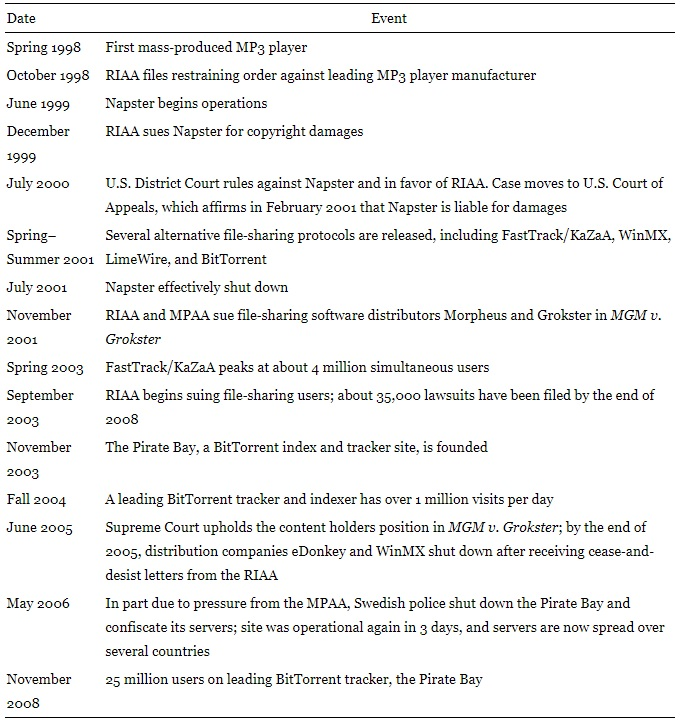 Date Event
Spring 1998 First mass-produced MP3 player
October 1998 RIAA files restraining order against leading MP3 player manufacturer
June 1999 Napster begins operations
December RIAA sues Napster for copyright damages
1999
July 2000 U.S. District Court rules against Napster and in favor of RIAA. Case moves to U.S. Court of
Appeals, which affirms in February 2001 that Napster is liable for damages
Spring– Several alternative file-sharing protocols are released, including FastTrack/KaZaA, WinMX,
Summer 2001 LimeWire, and BitTorrent
July 2001 Napster effectively shut down
November RIAA and MPAA sue file-sharing software distributors Morpheus and Grokster in MGM v.
2001 Grokster
Spring 2003 FastTrack/KaZaA peaks at about 4 million simultaneous users
September RIAA begins suing file-sharing users; about 35,000 lawsuits have been filed by the end of
2003 2008
November The Pirate Bay, a BitTorrent index and tracker site, is founded
2003
Fall 2004 A leading BitTorrent tracker and indexer has over 1 million visits per day
June 2005 Supreme Court upholds the content holders position in MGM v. Grokster; by the end of
2005, distribution companies eDonkey and WinMX shut down after receiving cease-and-
desist letters from the RIAA
May 2006 In part due to pressure from the MPAA, Swedish police shut down the Pirate Bay and
confiscate its servers; site was operational again in 3 days, and servers are now spread over
several countries
November 25 million users on leading BitTorrent tracker, the Pirate Bay
2008